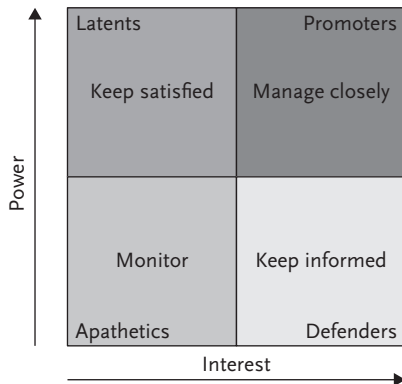 Latents
Promoters
Keep satisfied
Manage closely
Power
Monitor
Keep informed
Apathetics
Defenders
Interest